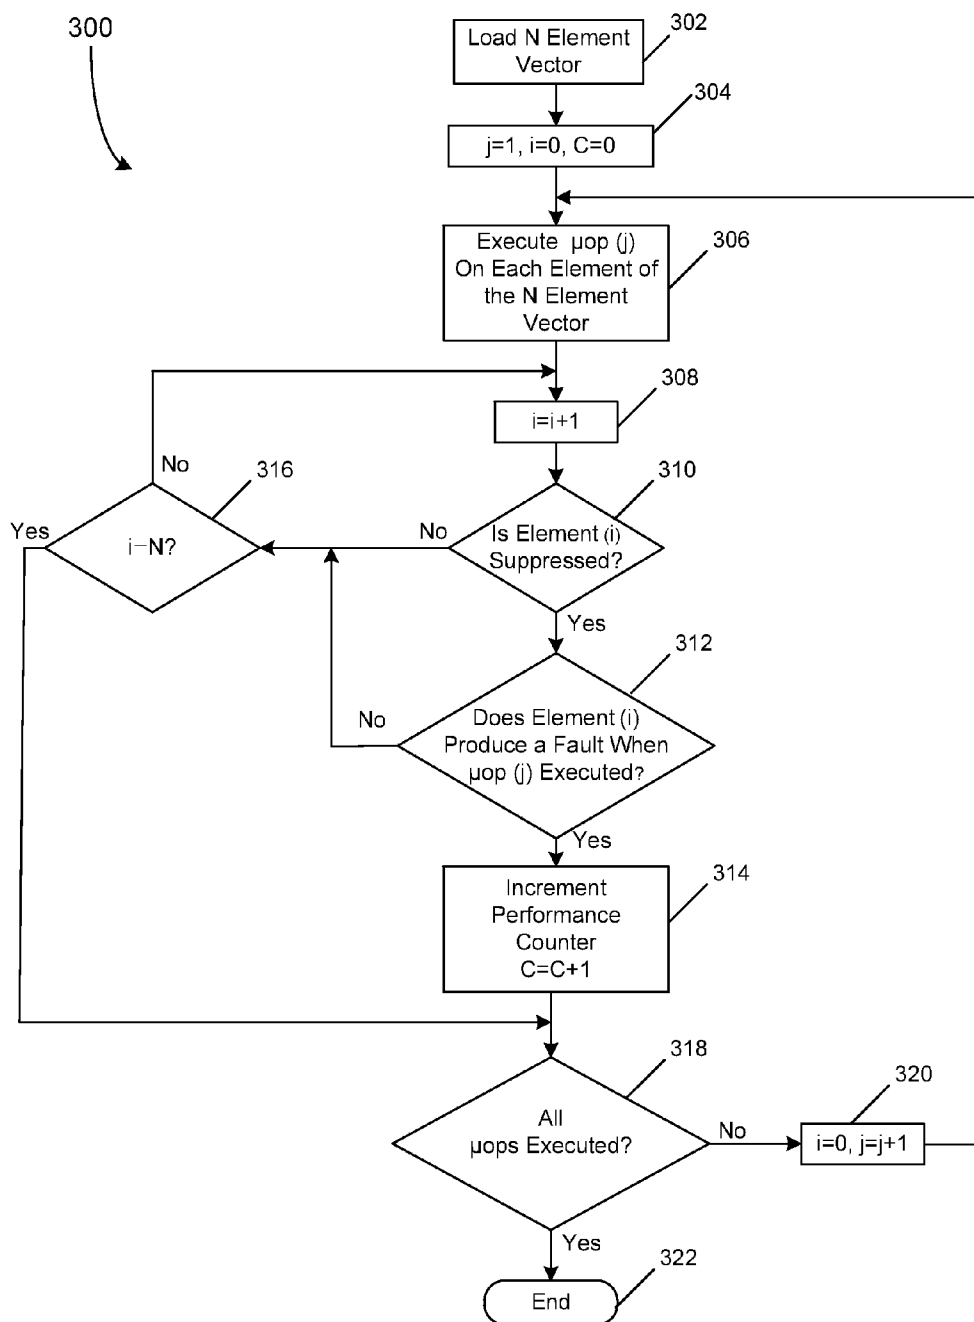 300
Load N Element
Vector
302
304
j=1, i=0, C=0
Execute µop (j)
On Each Element of
the N Element
Vector
306
308
i=i+1
310
Is Element (i)
Suppressed?
No
Yes
316
i=N?
No
Yes
312
Does Element (i)
Produce a Fault When
µop (j) Executed?
No
Yes
314
Increment
Performance
Counter
C=C+1
318
All
µops Executed?
No
320
i=0, j=j+1
Yes
322
End